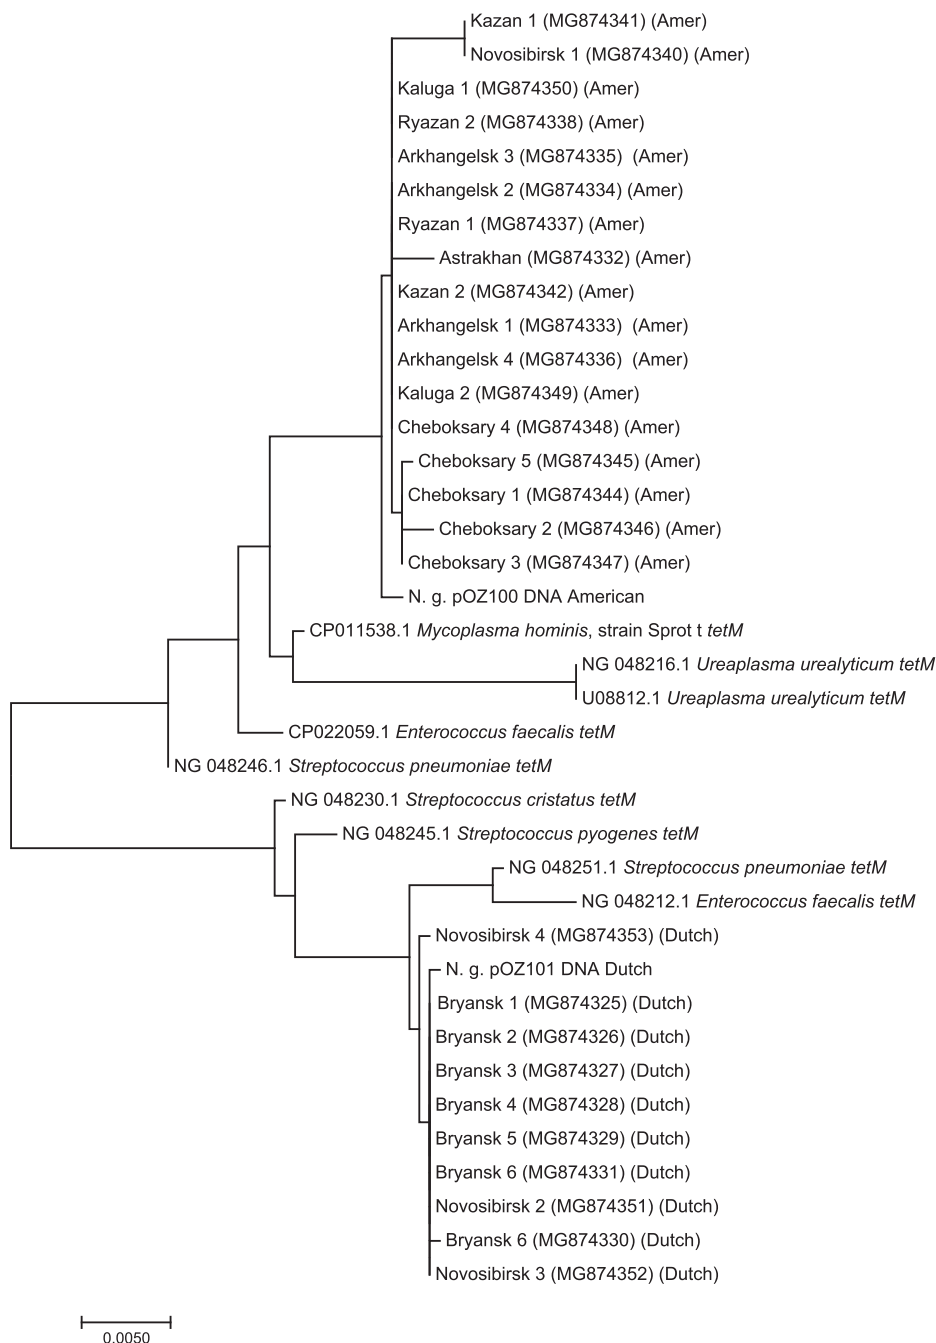 Kazan 1 (MG874341) (Amer)
Novosibirsk 1 (MG874340) (Amer)
Kaluga 1 (MG874350) (Amer)
Ryazan 2 (MG874338) (Amer)
Arkhangelsk 3 (MG874335) (Amer)
Arkhangelsk 2 (MG874334) (Amer)
Ryazan 1 (MG874337) (Amer)
Astrakhan (MG874332) (Amer)
Kazan 2 (MG874342) (Amer)
Arkhangelsk 1 (MG874333) (Amer)
Arkhangelsk 4 (MG874336) (Amer)
Kaluga 2 (MG874349) (Amer)
Cheboksary 4 (MG874348) (Amer)
Cheboksary 5 (MG874345) (Amer)
Cheboksary 1 (MG874344) (Amer)
Cheboksary 2 (MG874346) (Amer)
Cheboksary 3 (MG874347) (Amer)
N. g. pOZ100 DNA American
CP011538.1 Mycoplasma hominis, strain Sprot t tetM
NG 048216.1 Ureaplasma urealyticum tetM
U08812.1 Ureaplasma urealyticum tetM
CP022059.1 Enterococcus faecalis tetM
NG 048246.1 Streptococcus pneumoniae tetM
NG 048230.1 Streptococcus cristatus tetM
NG 048245.1 Streptococcus pyogenes tetM
NG 048251.1 Streptococcus pneumoniae tetM
NG 048212.1 Enterococcus faecalis tetM
Novosibirsk 4 (MG874353) (Dutch)
N. g. pOZ101 DNA Dutch
Bryansk 1 (MG874325) (Dutch)
Bryansk 2 (MG874326) (Dutch)
Bryansk 3 (MG874327) (Dutch)
Bryansk 4 (MG874328) (Dutch)
Bryansk 5 (MG874329) (Dutch)
Bryansk 6 (MG874331) (Dutch)
Novosibirsk 2 (MG874351) (Dutch)
Bryansk 6 (MG874330) (Dutch)
Novosibirsk 3 (MG874352) (Dutch)
0.0050